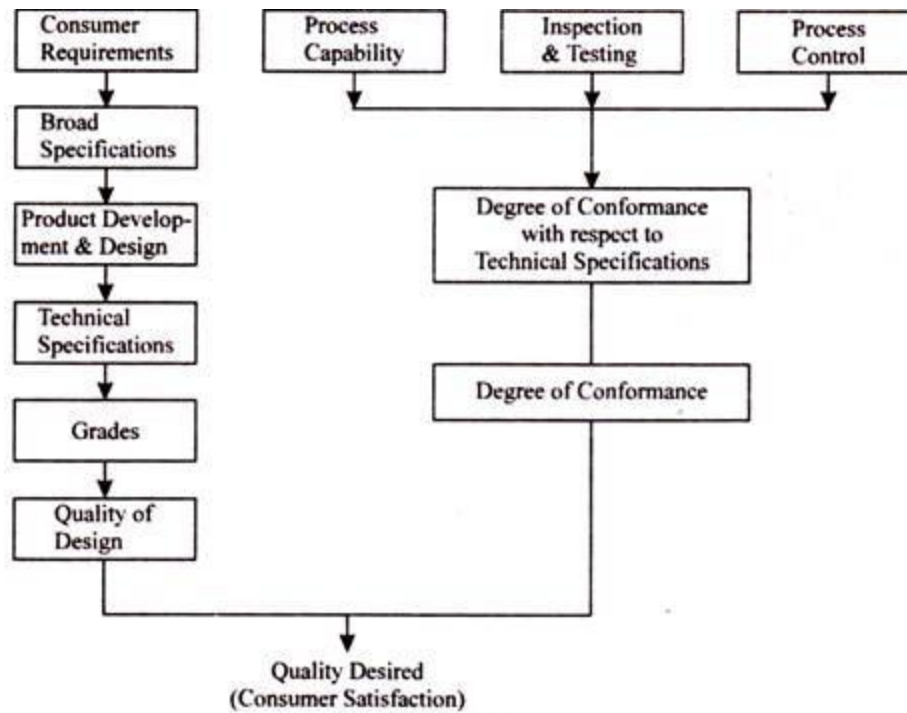 Consumer
Requirements
Process
Capability
Inspection
& Testing
Process
Control
Broad
Specifications
Product Develop-
ment & Design
Technical
Specifications
Grades
Quality of
Design
Degree of Conformance
with respect to
Technical Specifications
Degree of Conformance
Quality Desired
(Consumer Satisfaction)